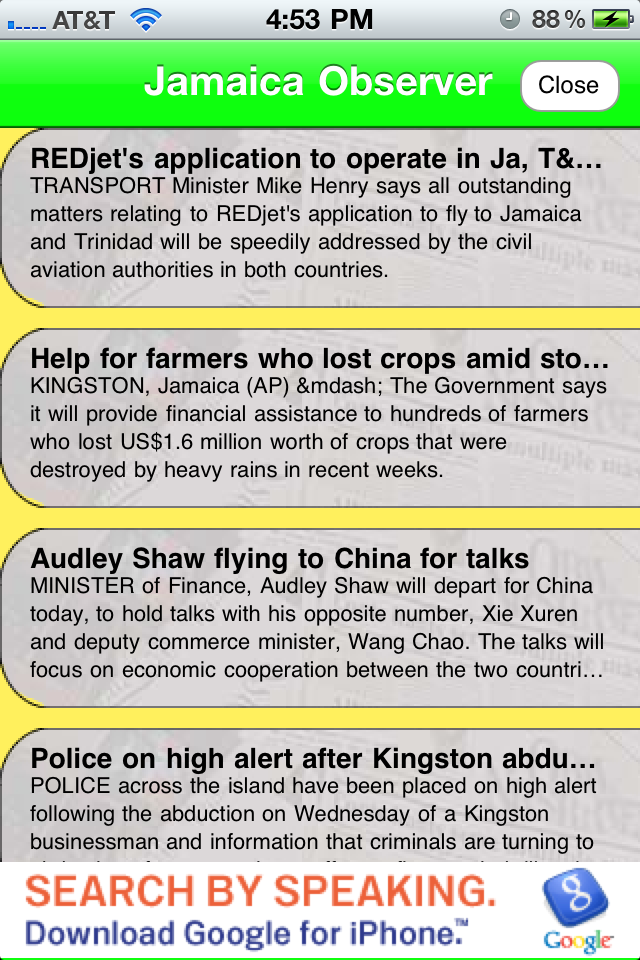 AT&T 4:53 PM 88 %
Jamaica Observer
Close
REDjet's application to operate in Ja, T&...
TRANSPORT Minister Mike Henry says all outstanding
matters relating to REDjet's application to fly to Jamaica
and Trinidad will be speedily addressed by the civil
aviation authorities in both countries.
Help for farmers who lost crops amid sto...
KINGSTON, Jamaica (AP) &mdash; The Government says
it will provide financial assistance to hundreds of farmers
who lost US$1.6 million worth of crops that were
destroyed by heavy rains in recent weeks.
Audley Shaw flying to China for talks
MINISTER of Finance, Audley Shaw will depart for China
today, to hold talks with his opposite number, Xie Xuren
and deputy commerce minister, Wang Chao. The talks will
focus on economic cooperation between the two countri...
Police on high alert after Kingston abdu...
POLICE across the island have been placed on high alert
following the abduction on Wednesday of a Kingston
businessman and information that criminals are turning to
SEARCH BY SPEAKING.
Download Google for iPhone.™
g
Google